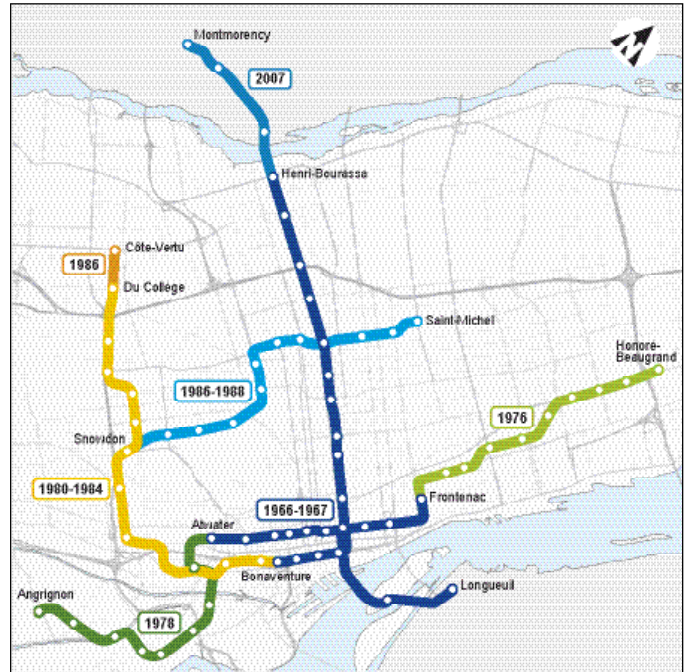 Montmorency
2007
Henri-Bourassa
Côte-Vertu
1986
Du Collège
Saint-Michel
Honoré-
Beaugrand
1986-1988
1976
Snowdon
1980-1984
1966-1967
Frontenac
Atwater
Bonaventure
Angrignon
Longueuil
1978